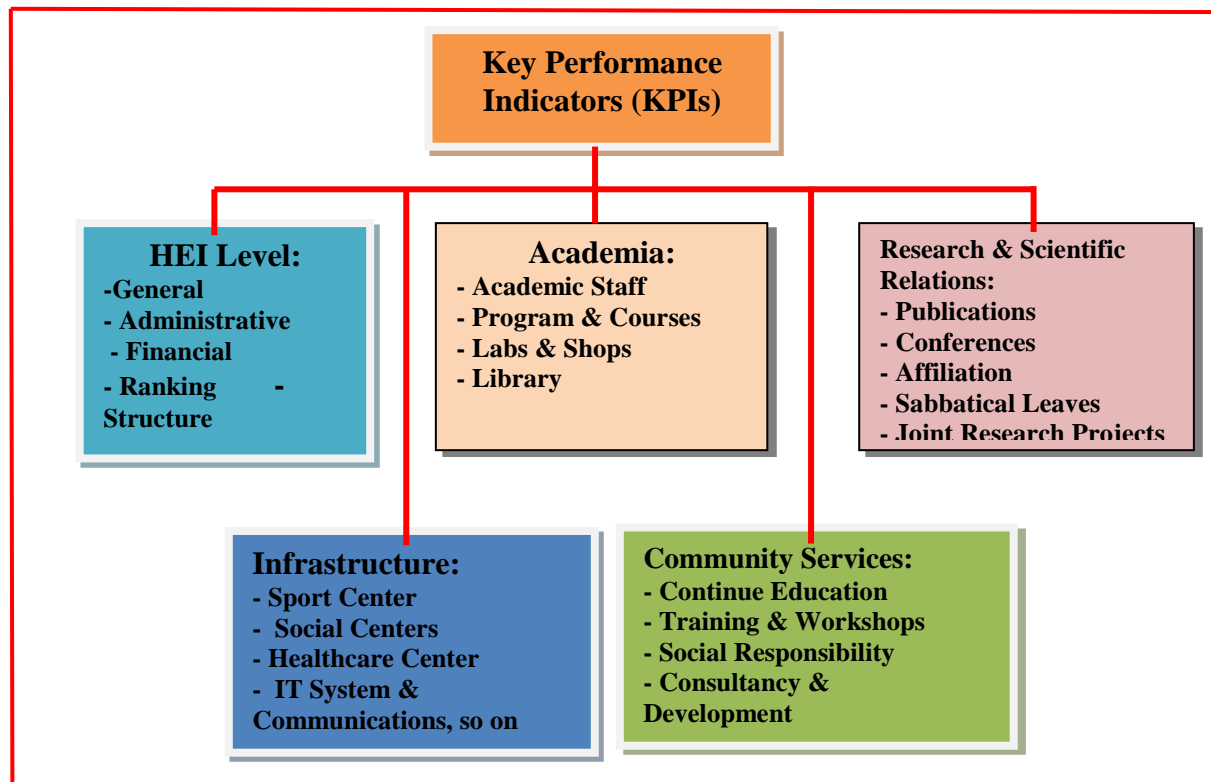 Key Performance
Indicators (KPIs)
HEI Level:
-General
- Administrative
- Financial
- Ranking -
Structure
Academia:
- Academic Staff
- Program & Courses
- Labs & Shops
- Library
Research & Scientific
Relations:
- Publications
- Conferences
- Affiliation
- Sabbatical Leaves
- Joint Research Projects
Infrastructure:
- Sport Center
- Social Centers
- Healthcare Center
- IT System &
Communications, so on
Community Services:
- Continue Education
- Training & Workshops
- Social Responsibility
- Consultancy &
Development